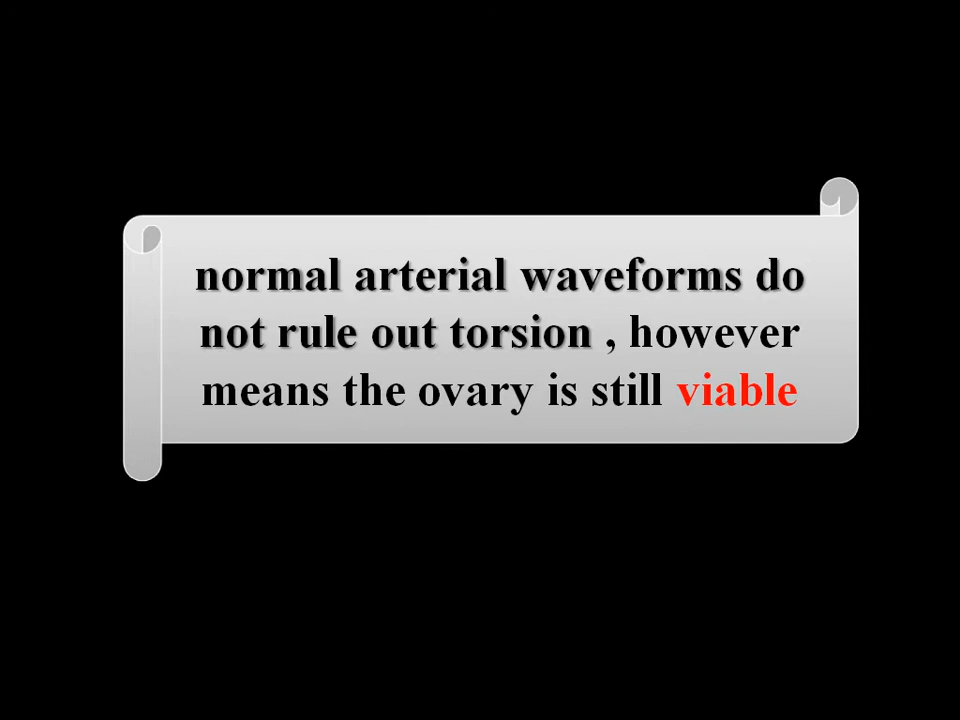 normal arterial waveforms do
not rule out torsion , however
means the ovary is still viable